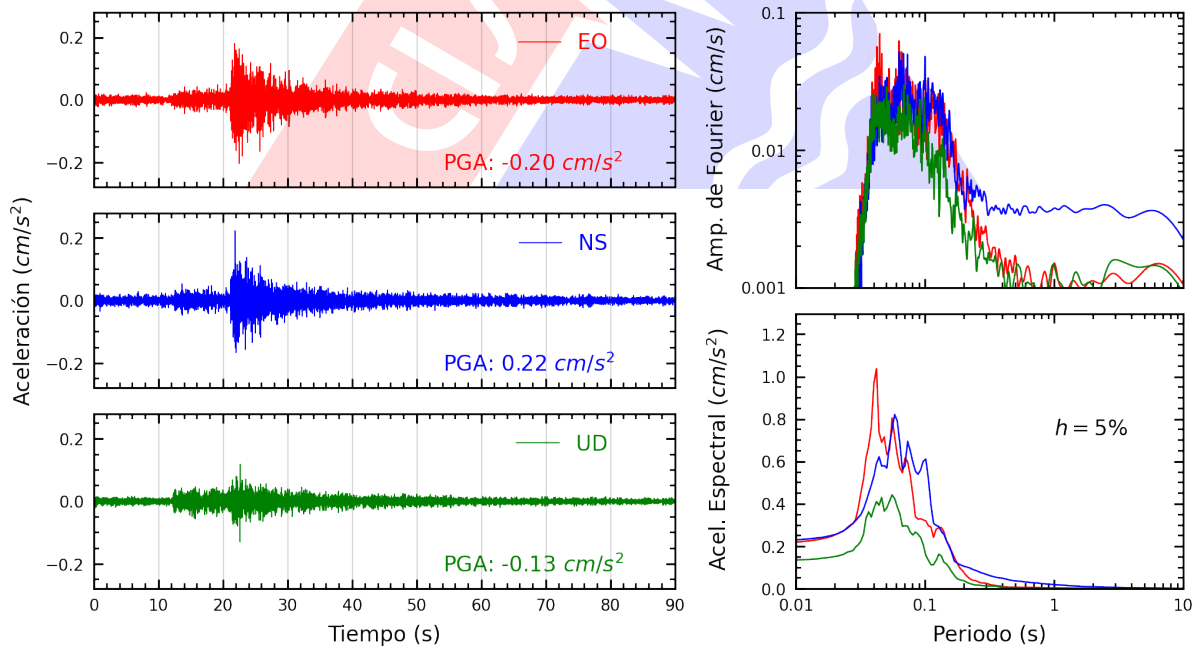 Aceleración (cm/s²)
0.2
0.0
−0.2
EO
PGA: -0.20 cm/s²
0.2
0.0
−0.2
NS
PGA: 0.22 cm/s²
0.2
0.0
−0.2
UD
PGA: -0.13 cm/s²
0 10 20 30 40 50 60 70 80 90
Tiempo (s)
Amp. de Fourier (cm/s)
0.1
0.01
0.001
Acel. Espectral (cm/s²)
1.2
1.0
0.8
0.6
0.4
0.2
0.0
h = 5%
0.01 0.1 1 10
Periodo (s)